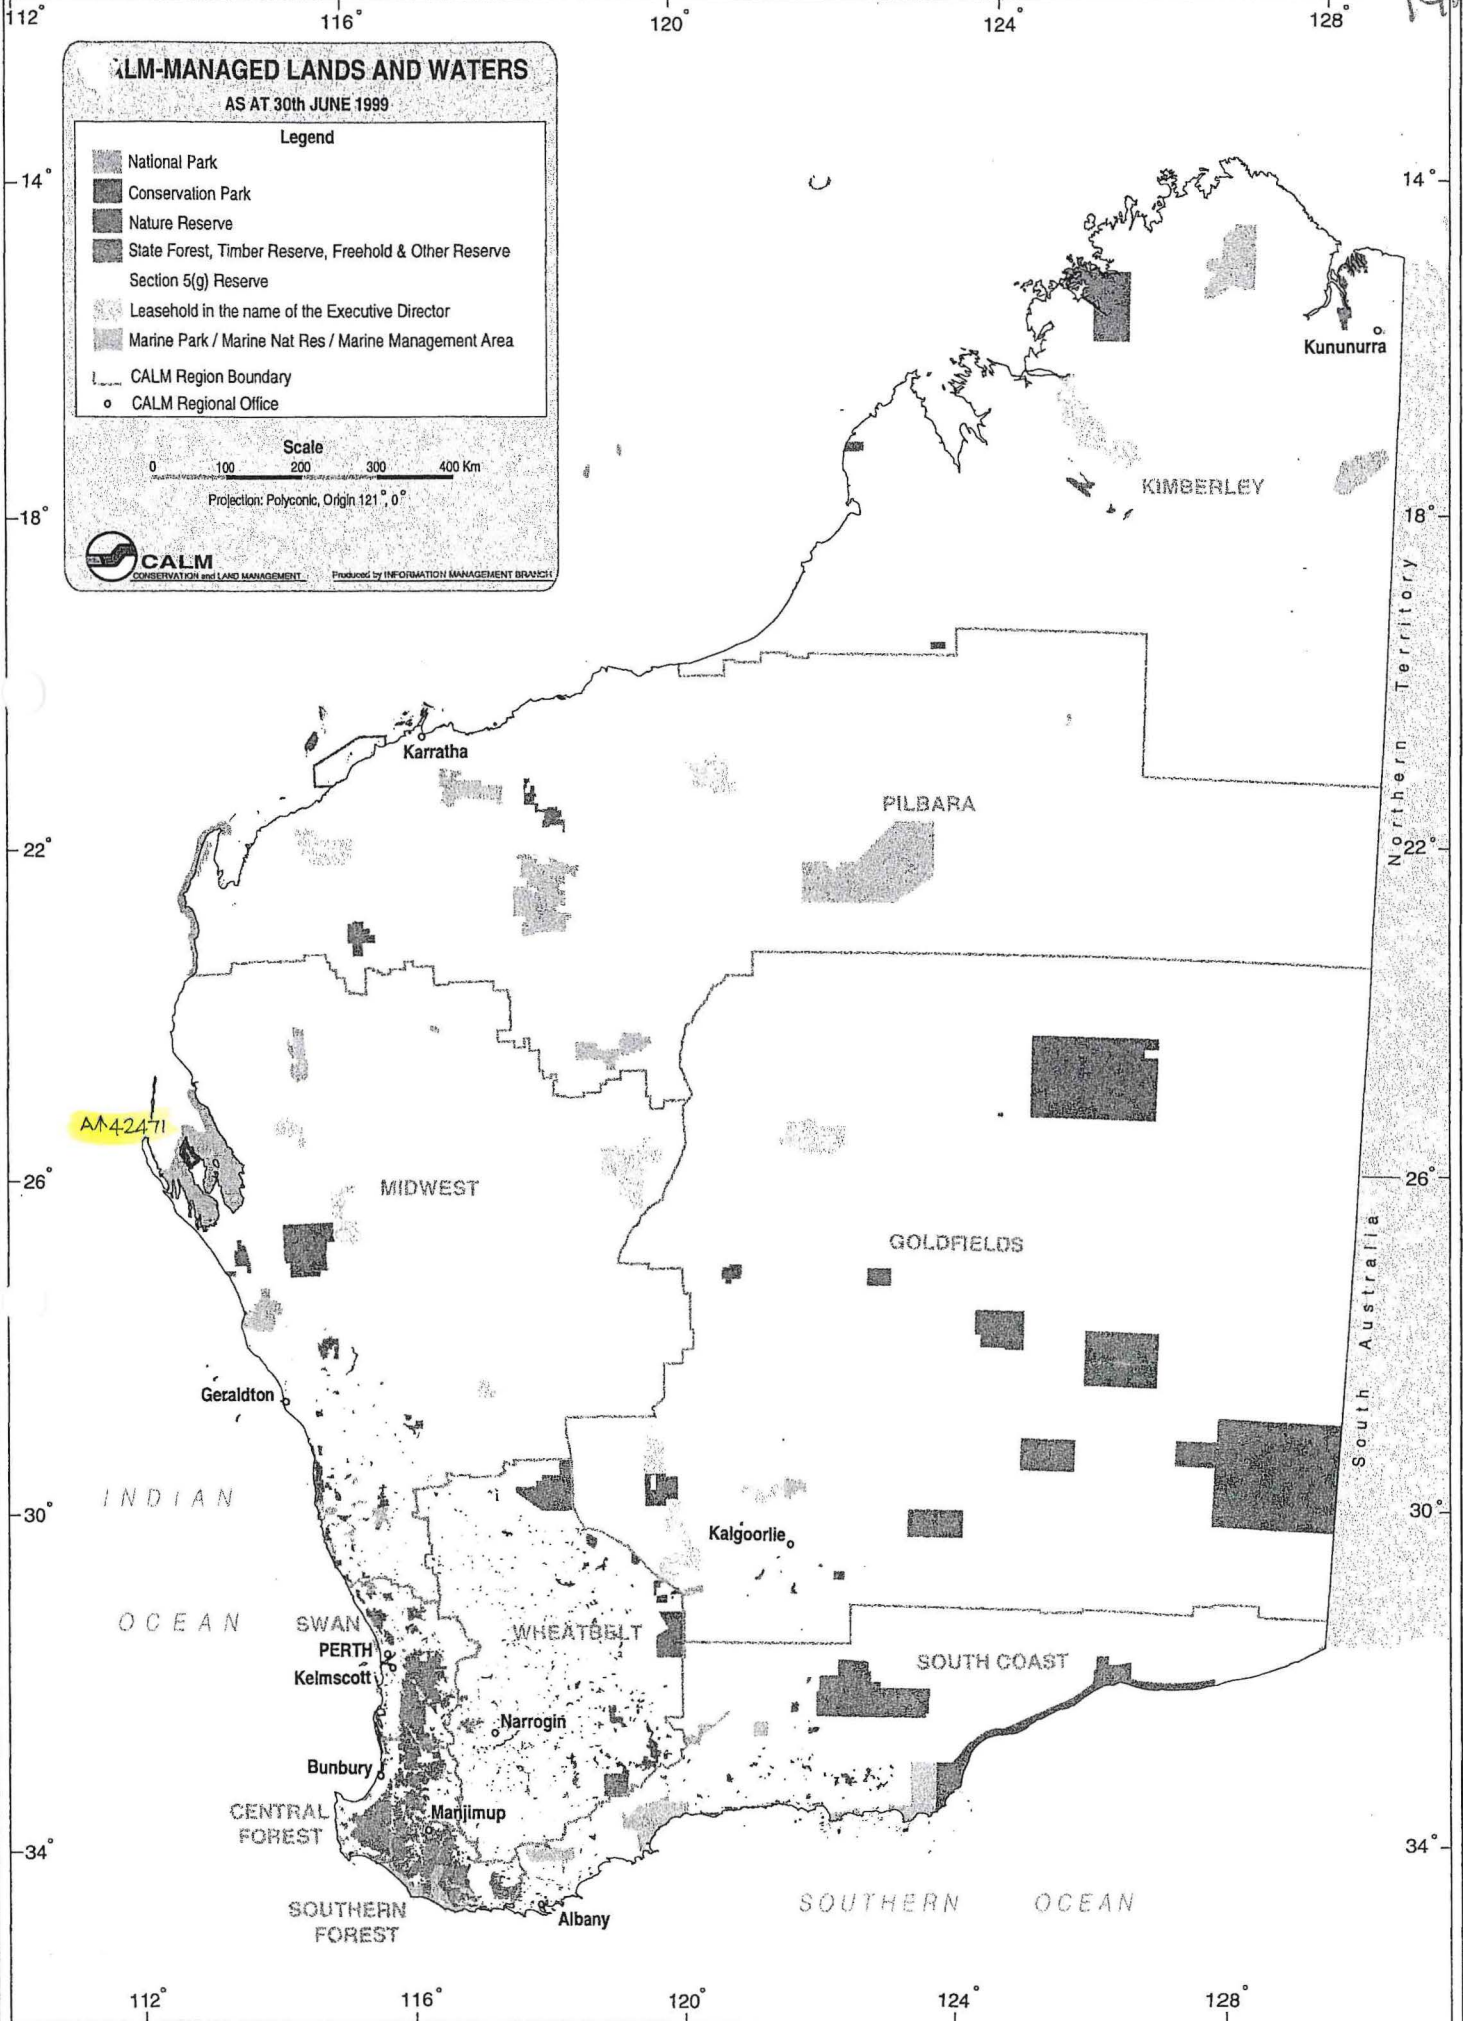 112° 116° 120° 124° 128°
ALM-MANAGED LANDS AND WATERS
AS AT 30th JUNE 1999
Legend
National Park
Conservation Park
Nature Reserve
State Forest, Timber Reserve, Freehold & Other Reserve
Section 5(g) Reserve
Leasehold in the name of the Executive Director
Marine Park / Marine Nat Res / Marine Management Area
CALM Region Boundary
CALM Regional Office
Scale
0 100 200 300 400 Km
Projection: Polyconic, Origin 121°, 0°
CALM
CONSERVATION and LAND MANAGEMENT Produced by INFORMATION MANAGEMENT BRANCH
14° 14°
Kununurra
KIMBERLEY
18° 18°
Northern Territory
Karratha
PILBARA
22° 22°
42471
26° 26°
MIDWEST
GOLDFIELDS
South Australia
Geraldton
INDIAN
30° 30°
Kalgoorlie
OCEAN
SWAN
WHEATBELT
PERTH
SOUTH COAST
Kelmscott
Narrogin
Bunbury
CENTRAL
FOREST
Manjimup
34° 34°
SOUTHERN OCEAN
SOUTHERN
FOREST
Albany
112° 116° 120° 124° 128°